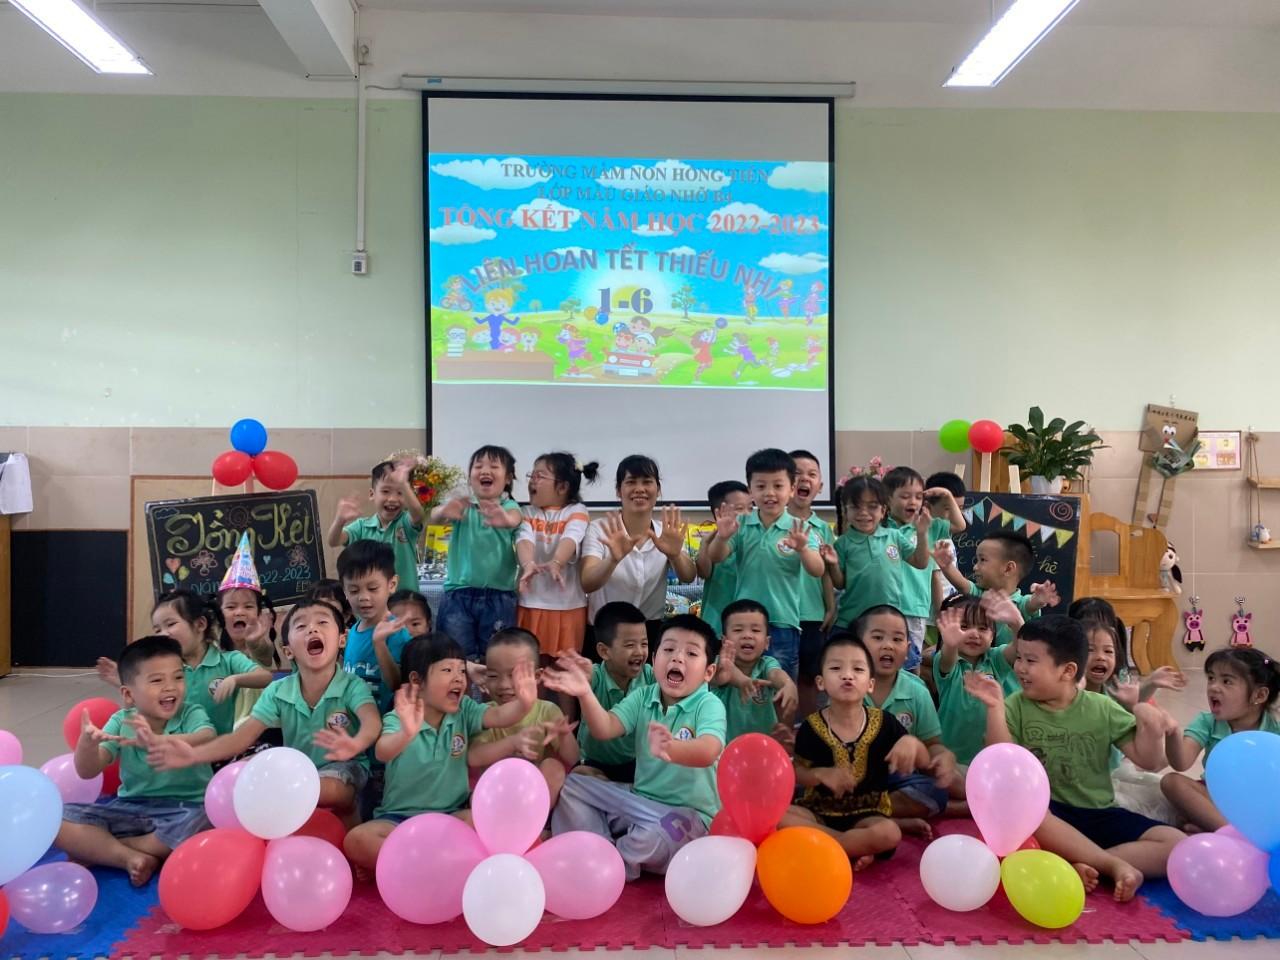 TRƯỜNG MẦM NON HỒNG TIẾN
LỚP MẪU GIÁO NHỠ B4
TỔNG KẾT NĂM HỌC 2022-2023
LIÊN HOAN TẾT THIẾU NHI
1-6
Tổng Kết
2022-2023